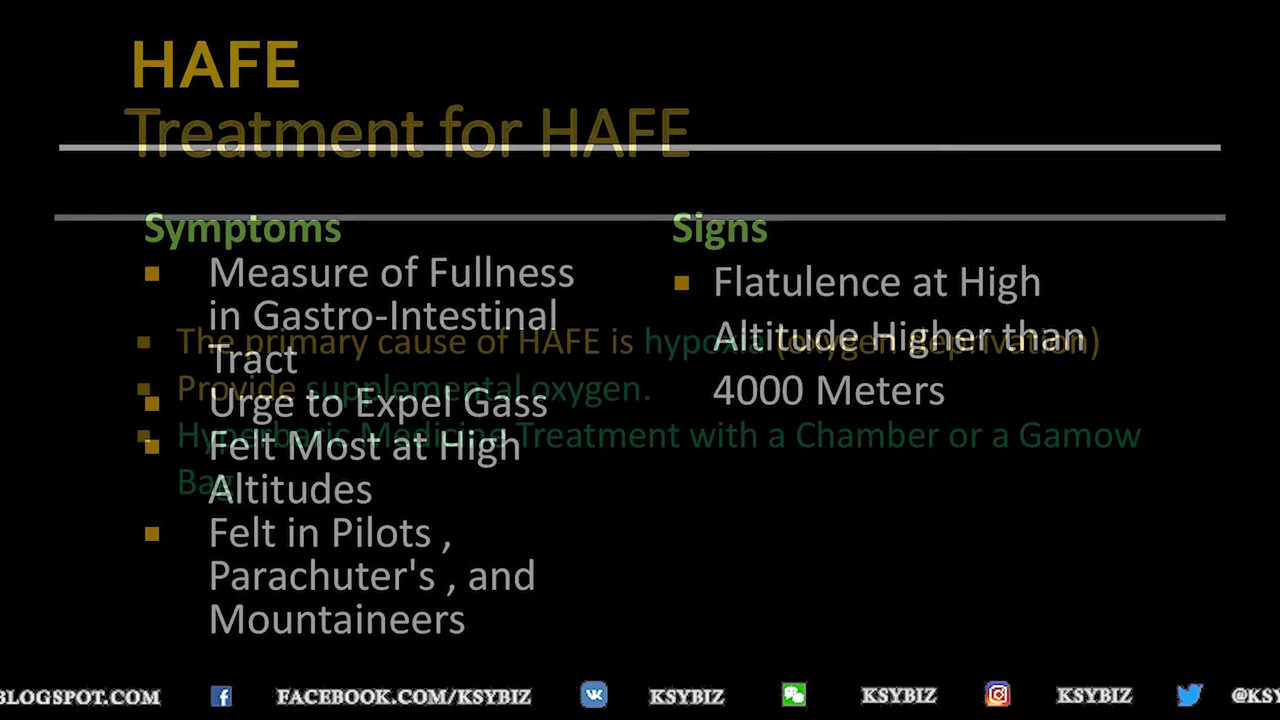 HAFE
Treatment for HAFE
Symptoms
Measure of Fullness
in Gastro-Intestinal
Tract
Urge to Expel Gass
Felt Most at High
Altitudes
Felt in Pilots ,
Parachuter's , and
Mountaineers
Signs
Flatulence at High
Altitude Higher than
4000 Meters
The primary cause of HAFE is hypoxia (oxygen deprivation)
Provide supplemental oxygen.
Hyperbaric Medicine Treatment with a Chamber or a Gamow
Bag
BLOGSPOT.COM FACEBOOK.COM/KSYBIZ KSYBIZ KSYBIZ KSYBIZ @KSY